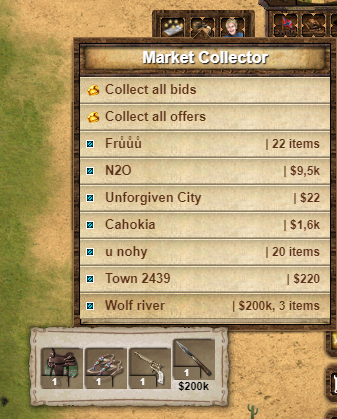 Market Collector
Collect all bids
Collect all offers
Frůůů | 22 items
N2O | $9,5k
Unforgiven City | $22
Cahokia | $1,6k
u nohy | 20 items
Town 2439 | $220
Wolf river | $200k, 3 items
1 1 1 1
$200k